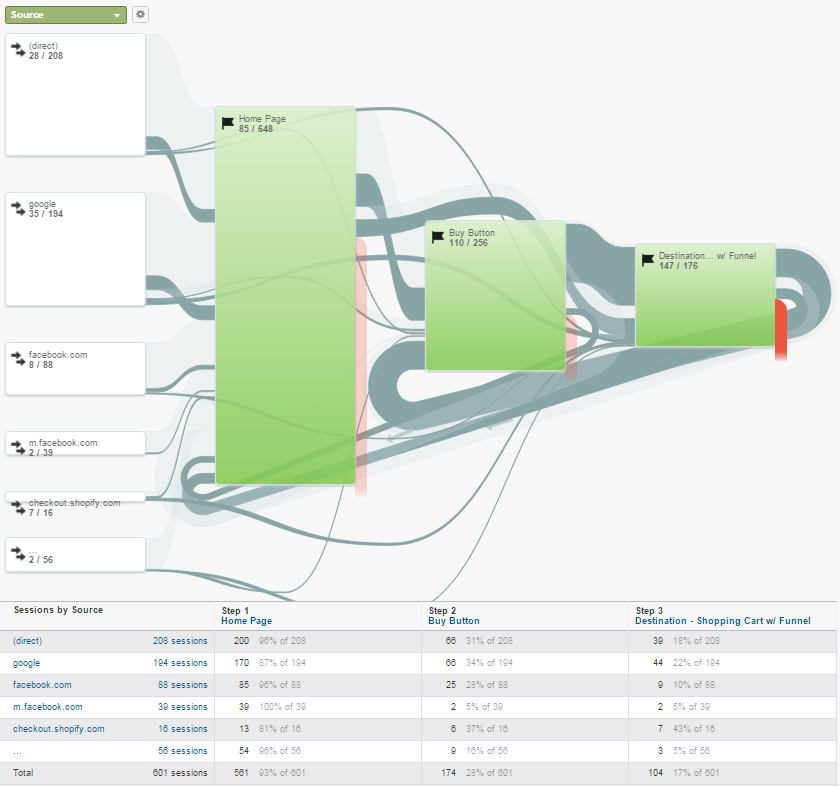 Source
(direct)
28 / 208
google
35 / 194
facebook.com
8 / 88
m.facebook.com
2 / 39
checkout.shopify.com
7 / 16
...
2 / 56
Home Page
85 / 648
Buy Button
110 / 256
Destination... w/ Funnel
147 / 176
Sessions by Source
Step 1
Home Page
Step 2
Buy Button
Step 3
Destination - Shopping Cart w/ Funnel
(direct) 208 sessions 200 96% of 208 66 31% of 208 39 18% of 208
google 194 sessions 170 87% of 194 66 34% of 194 44 22% of 194
facebook.com 88 sessions 85 96% of 88 25 28% of 88 9 10% of 88
m.facebook.com 39 sessions 39 100% of 39 2 5% of 39 2 5% of 39
checkout.shopify.com 16 sessions 13 81% of 16 6 37% of 16 7 43% of 16
... 56 sessions 54 96% of 56 9 16% of 56 3 5% of 56
Total 601 sessions 561 93% of 601 174 28% of 601 104 17% of 601